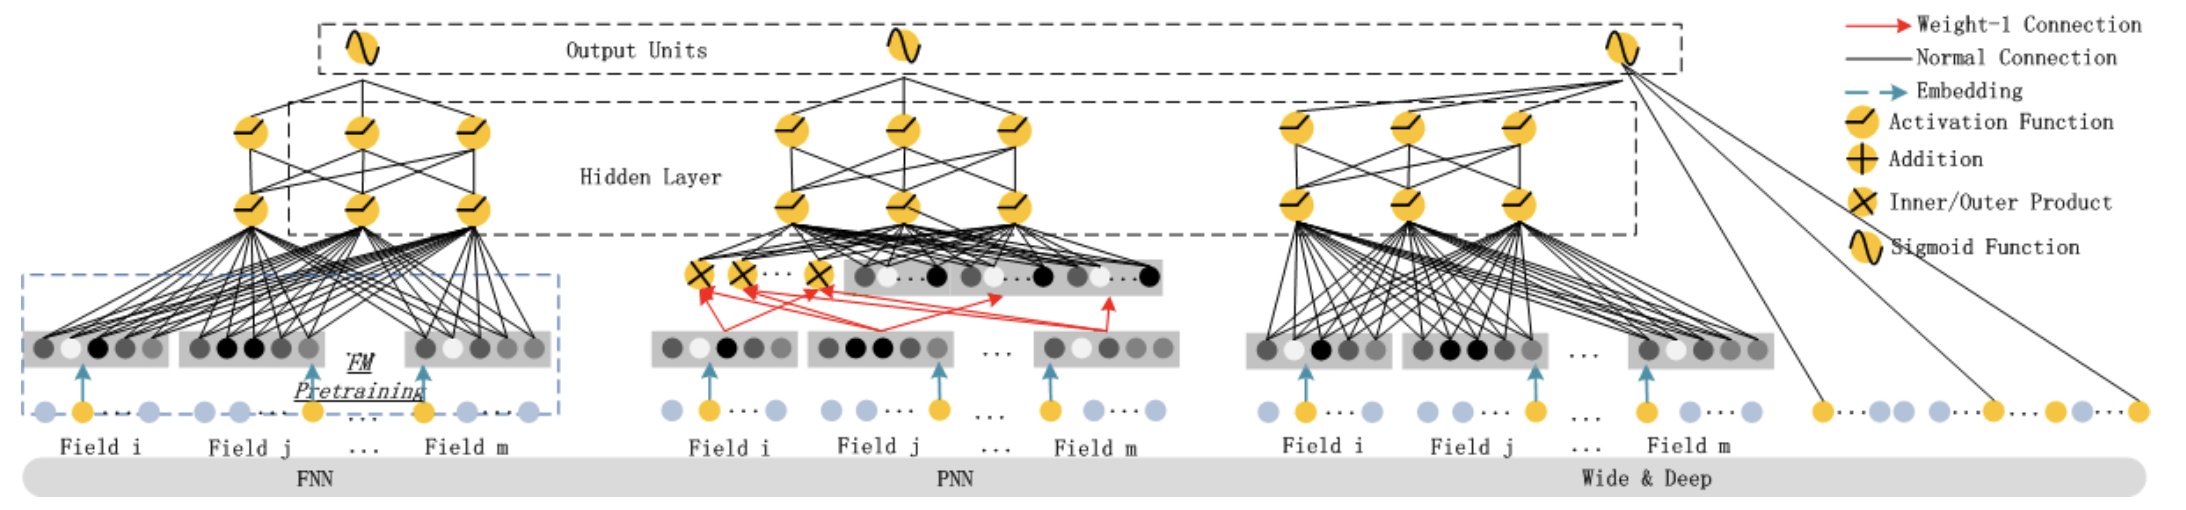 Output Units
Weight-1 Connection
Normal Connection
Embedding
Activation Function
Addition
Inner/Outer Product
Sigmoid Function
Hidden Layer
...
...
FM
Pretraining
...
...
...
...
...
...
...
...
...
...
Field i
Field j
...
Field m
Field i
Field j
...
Field m
Field i
Field j
...
Field m
FNN
PNN
Wide & Deep